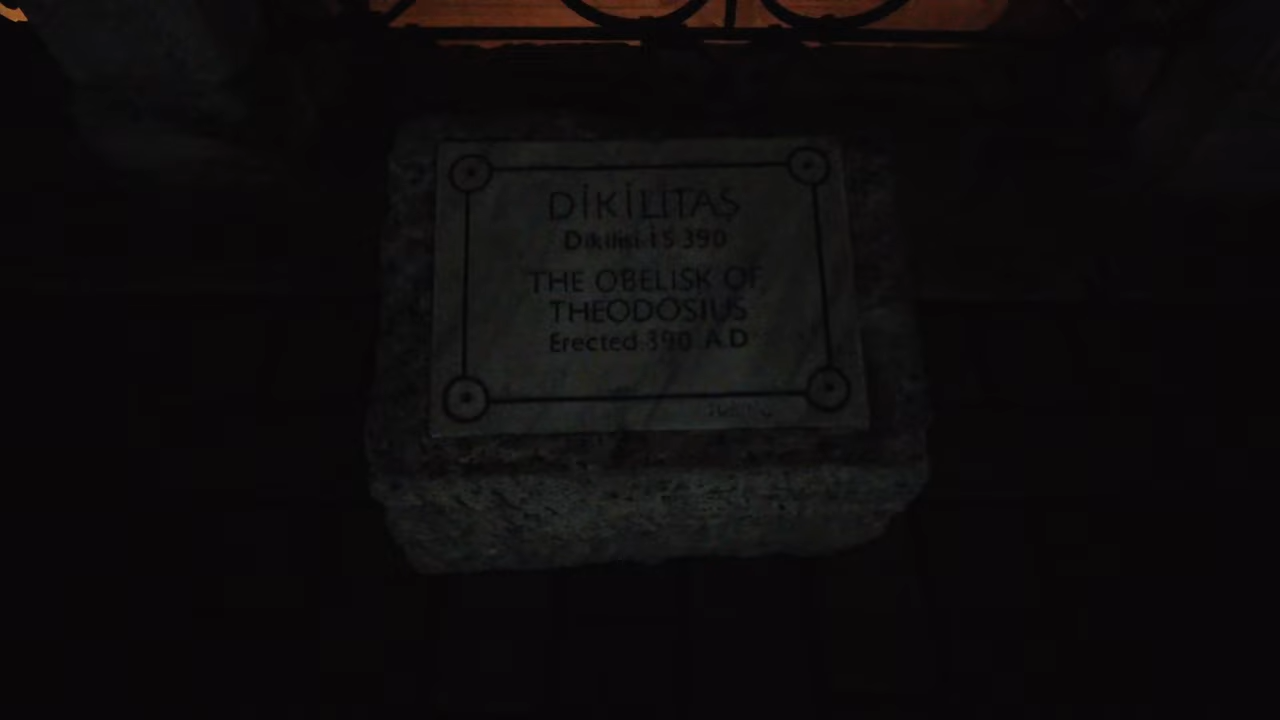 DİKİLİTAŞ
Dikilişi İ.S 390
THE OBELISK OF
THEODOSIUS
Erected 390 A.D